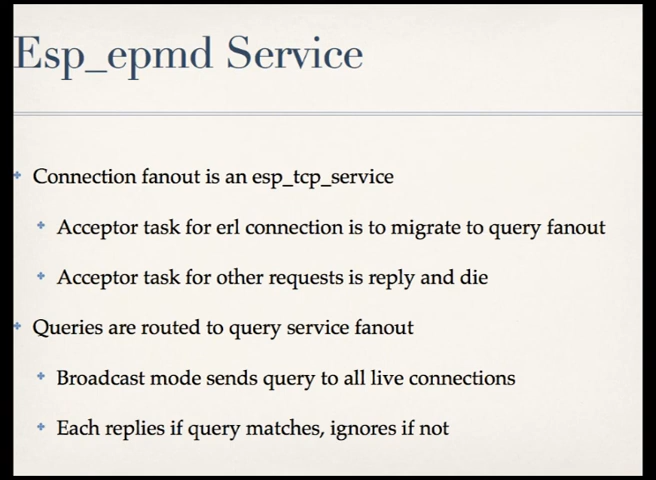 Esp_epmd Service
Connection fanout is an esp_tcp_service
Acceptor task for erl connection is to migrate to query fanout
Acceptor task for other requests is reply and die
Queries are routed to query service fanout
Broadcast mode sends query to all live connections
Each replies if query matches, ignores if not